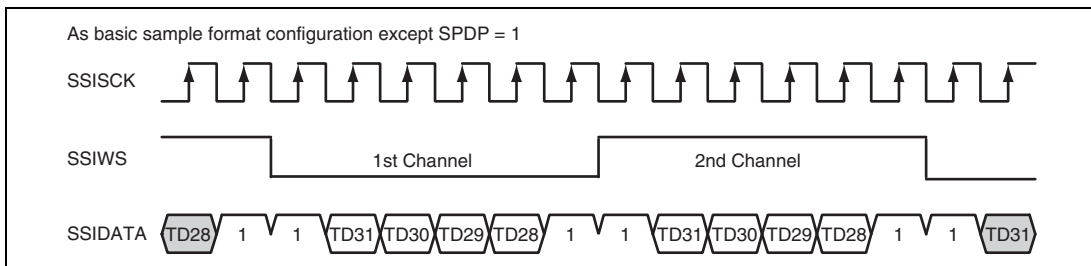 As basic sample format configuration except SPDP = 1
SSISCK
SSIWS 1st Channel 2nd Channel
SSIDATA TD28 1 1 TD31 TD30 TD29 TD28 1 1 TD31 TD30 TD29 TD28 1 1 TD31